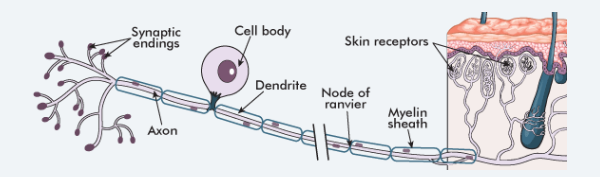 Synaptic
endings
Cell body
Skin receptors
Dendrite
Node of
ranvier
Myelin
sheath
Axon